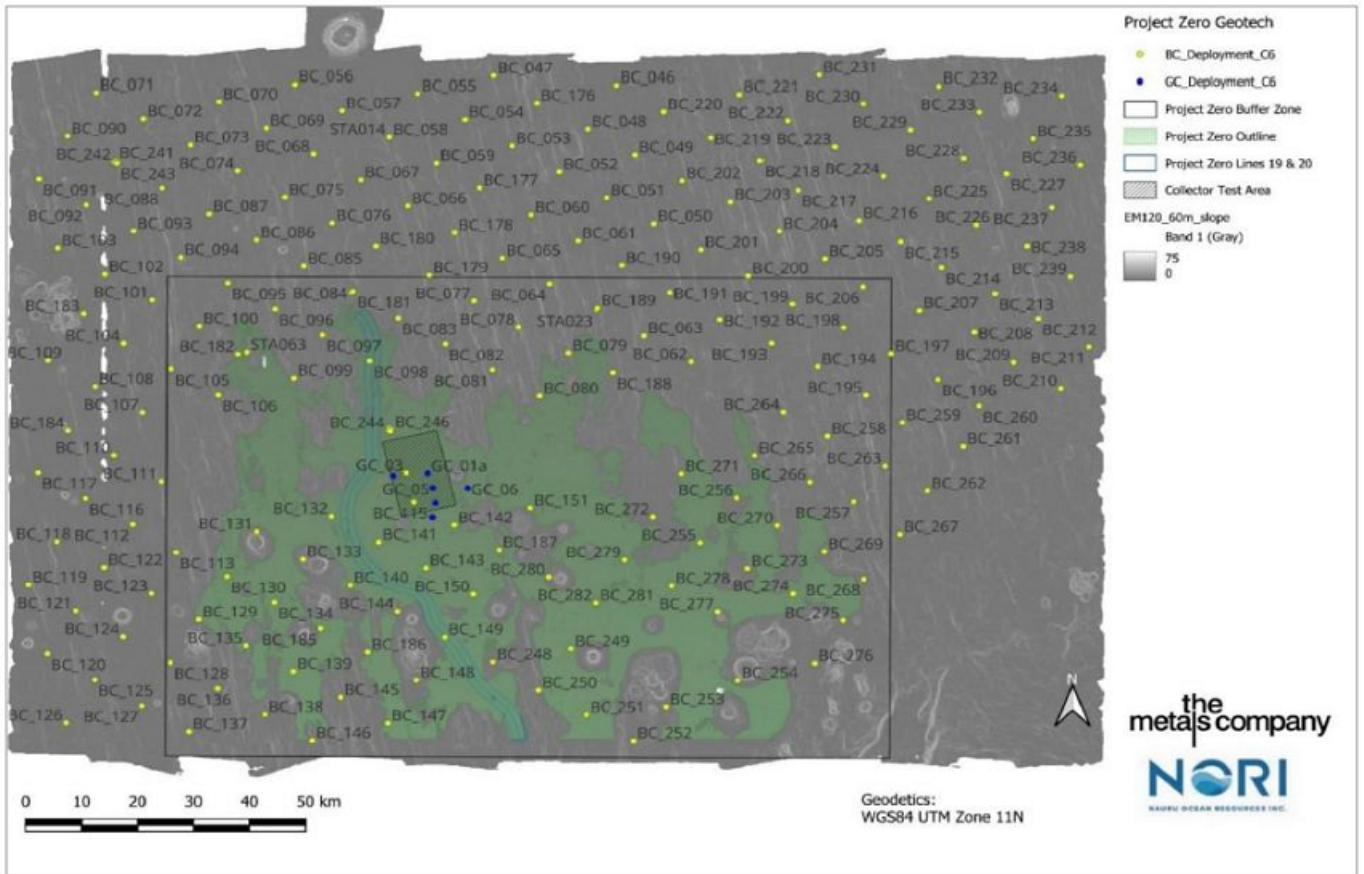 Project Zero Geotech
BC_Deployment_C6
GC_Deployment_C6
Project Zero Buffer Zone
Project Zero Outline
Project Zero Lines 19 & 20
Collector Test Area
EM120_60m_slope
Band 1 (Gray)
75
0
BC_047
BC_231
BC_056
BC_046
BC_071
BC_070
BC_055
BC_221
BC_232
BC_234
BC_072
BC_057
BC_176
BC_220
BC_222
BC_230
BC_233
BC_054
BC_090
BC_073
BC_069
STA014
BC_058
BC_048
BC_229
BC_235
BC_053
BC_219
BC_223
BC_242
BC_241
BC_068
BC_059
BC_049
BC_228
BC_236
BC_243
BC_074
BC_052
BC_218
BC_224
BC_091
BC_067
BC_177
BC_202
BC_227
BC_088
BC_075
BC_051
BC_203
BC_217
BC_225
BC_092
BC_087
BC_066
BC_060
BC_093
BC_076
BC_178
BC_050
BC_204
BC_216
BC_226
BC_237
BC_103
BC_086
BC_180
BC_061
BC_094
BC_065
BC_201
BC_205
BC_215
BC_238
BC_102
BC_085
BC_179
BC_190
BC_200
BC_214
BC_239
BC_101
BC_095
BC_084
BC_181
BC_077
BC_064
BC_189
BC_191
BC_199
BC_206
BC_207
BC_213
BC_183
BC_100
BC_096
BC_083
BC_078
STA023
BC_063
BC_192
BC_198
BC_208
BC_212
BC_104
BC_109
BC_182
STA063
BC_097
BC_082
BC_079
BC_062
BC_193
BC_197
BC_209
BC_211
BC_108
BC_105
BC_099
BC_098
BC_081
BC_080
BC_188
BC_194
BC_195
BC_196
BC_210
BC_107
BC_106
BC_264
BC_259
BC_260
BC_184
BC_244
BC_246
BC_258
BC_261
BC_110
BC_265
BC_263
BC_111
GC_03
GC_01a
BC_271
BC_266
BC_117
GC_05
GC_06
BC_256
BC_262
BC_116
BC_132
BC_115
BC_142
BC_151
BC_272
BC_270
BC_257
BC_131
BC_267
BC_118
BC_112
BC_141
BC_187
BC_255
BC_122
BC_113
BC_133
BC_143
BC_279
BC_273
BC_269
BC_119
BC_123
BC_130
BC_140
BC_150
BC_280
BC_278
BC_274
BC_268
BC_121
BC_129
BC_134
BC_144
BC_282
BC_281
BC_277
BC_275
BC_124
BC_135
BC_185
BC_149
BC_186
BC_249
BC_120
BC_128
BC_139
BC_248
BC_276
BC_125
BC_136
BC_145
BC_148
BC_250
BC_254
BC_126
BC_127
BC_137
BC_138
BC_147
BC_251
BC_253
BC_146
BC_252
N
0 10 20 30 40 50 km
Geodetics:
WGS84 UTM Zone 11N
the
metals company
NORI
NAURU OCEAN RESOURCES INC.